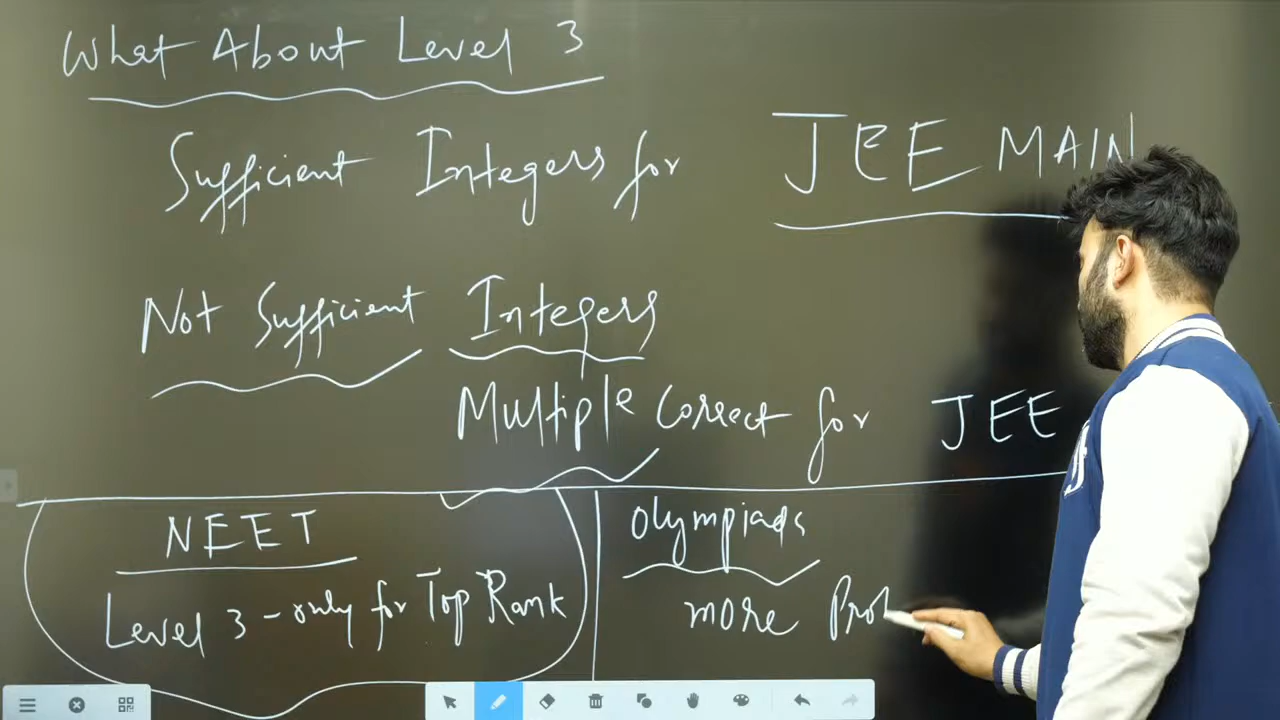 What About Level 3
Sufficient Integers for JEE MAIN
Not Sufficient Integers
Multiple Correct for JEE
NEET
Level 3 - only for Top Rank
Olympiads
more Prob